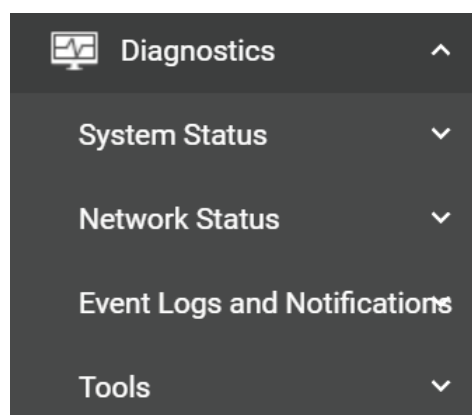 Diagnostics
System Status
Network Status
Event Logs and Notifications
Tools